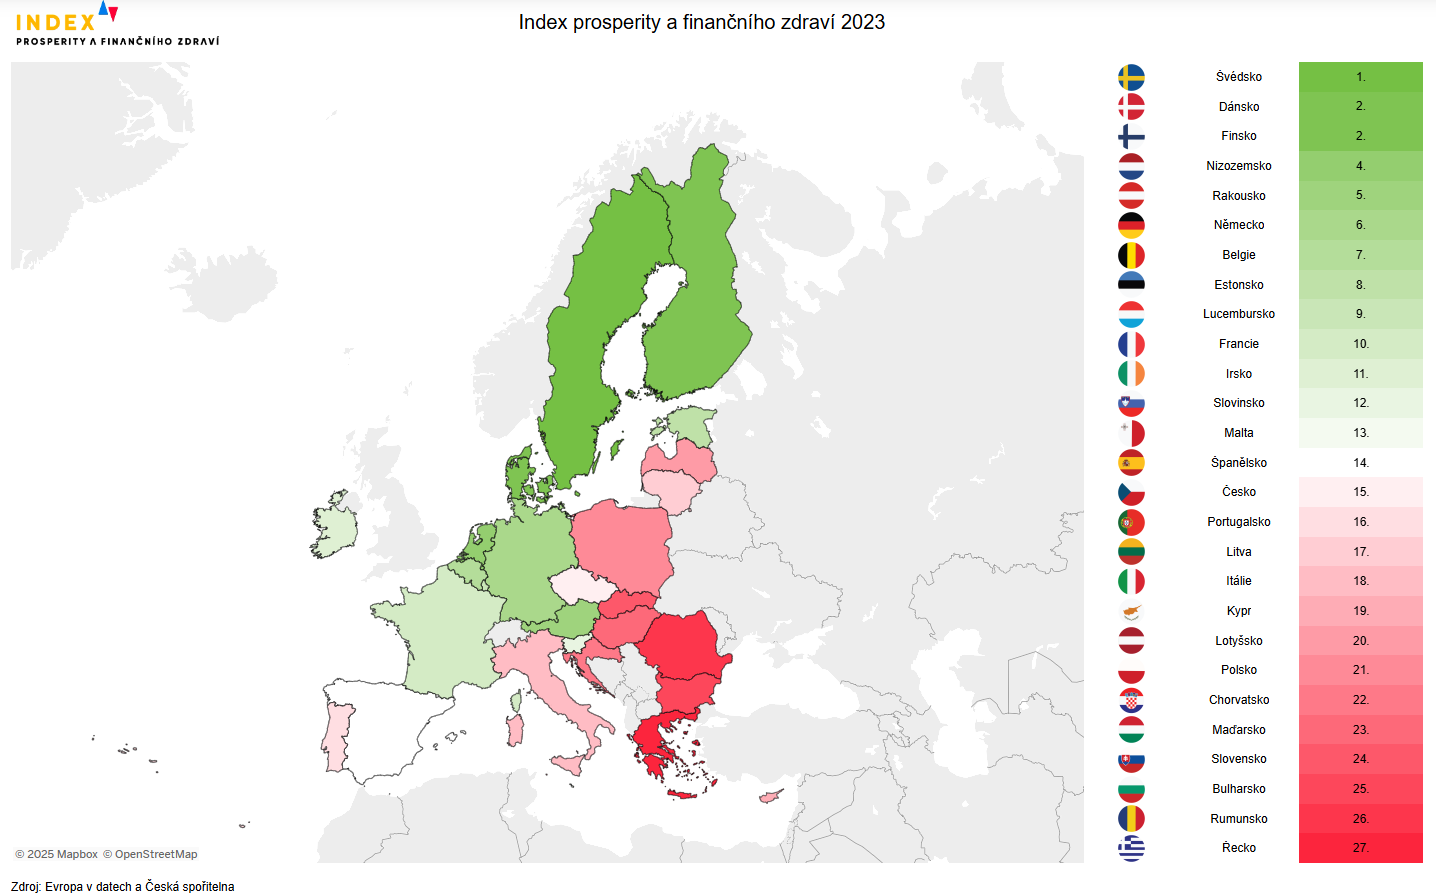 INDEX
PROSPERITY A FINANČNÍHO ZDRAVÍ
Index prosperity a finančního zdraví 2023
Švédsko 1.
Dánsko 2.
Finsko 2.
Nizozemsko 4.
Rakousko 5.
Německo 6.
Belgie 7.
Estonsko 8.
Lucembursko 9.
Francie 10.
Irsko 11.
Slovinsko 12.
Malta 13.
Španělsko 14.
Česko 15.
Portugalsko 16.
Litva 17.
Itálie 18.
Kypr 19.
Lotyšsko 20.
Polsko 21.
Chorvatsko 22.
Maďarsko 23.
Slovensko 24.
Bulharsko 25.
Rumunsko 26.
Řecko 27.
© 2025 Mapbox © OpenStreetMap
Zdroj: Evropa v datech a Česká spořitelna